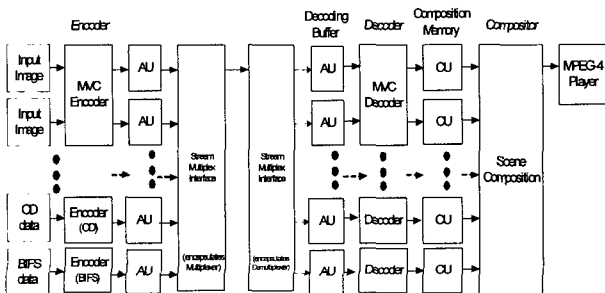 Encoder
Decoding Buffer
Decoder
Composition Memory
Compositor
Input Image
MVC Encoder
AU
AU
CU
MVC Decoder
MPEG-4 Player
Input Image
AU
AU
CU
Stream Multiplex Interface
Stream Multiplex Interface
Scene Composition
OD data
Encoder (OD)
AU
AU
Decoder
CU
BIFS data
Encoder (BIFS)
AU
(encapsulates Multiplexer)
(encapsulates Demultiplexer)
AU
Decoder
CU